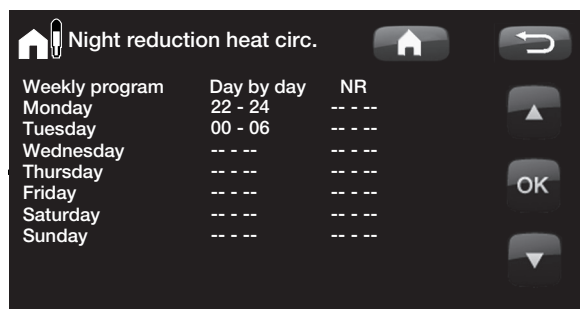 Night reduction heat circ.
Weekly program Day by day NR
Monday 22 - 24 -- - --
Tuesday 00 - 06 -- - --
Wednesday -- - -- -- - --
Thursday -- - -- -- - --
Friday -- - -- -- - --
Saturday -- - -- -- - --
Sunday -- - -- -- - --
OK